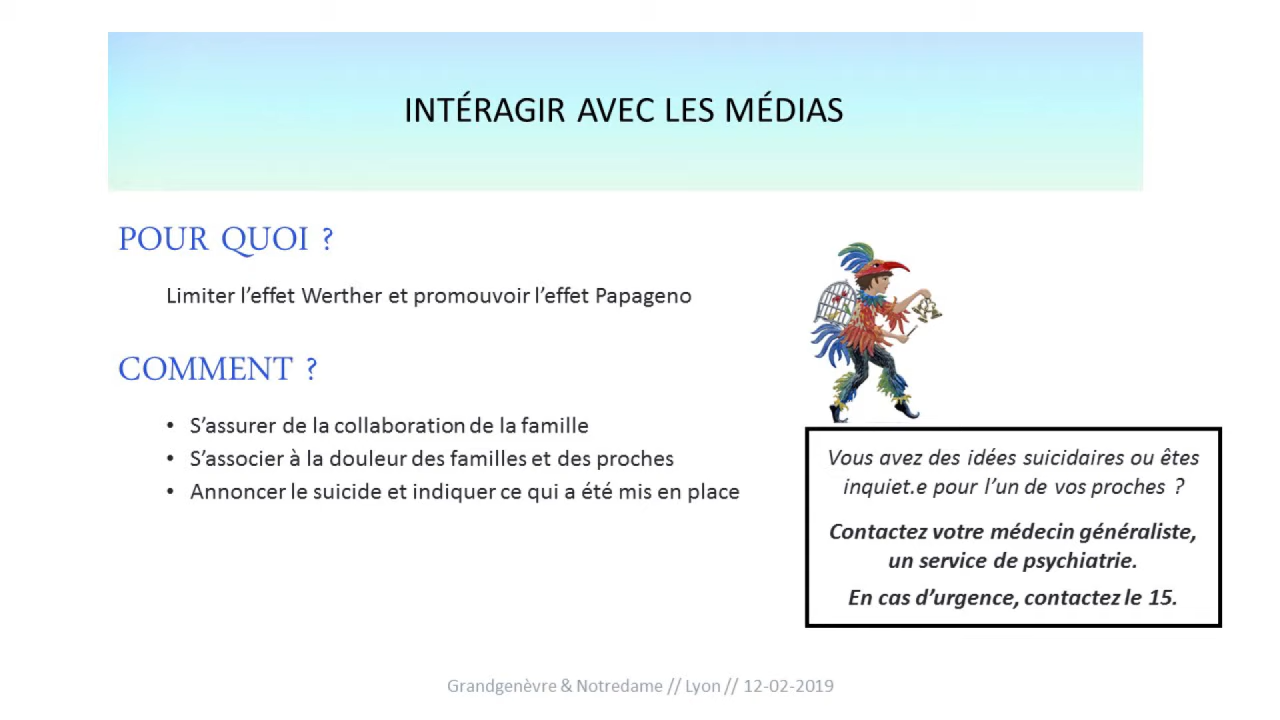 INTÉRAGIR AVEC LES MÉDIAS
POUR QUOI ?
Limiter l’effet Werther et promouvoir l’effet Papageno
COMMENT ?
• S’assurer de la collaboration de la famille
• S’associer à la douleur des familles et des proches
• Annoncer le suicide et indiquer ce qui a été mis en place
Vous avez des idées suicidaires ou êtes
inquiet.e pour l’un de vos proches ?
Contactez votre médecin généraliste,
un service de psychiatrie.
En cas d’urgence, contactez le 15.
Grandgenèvre & Notredame // Lyon // 12-02-2019